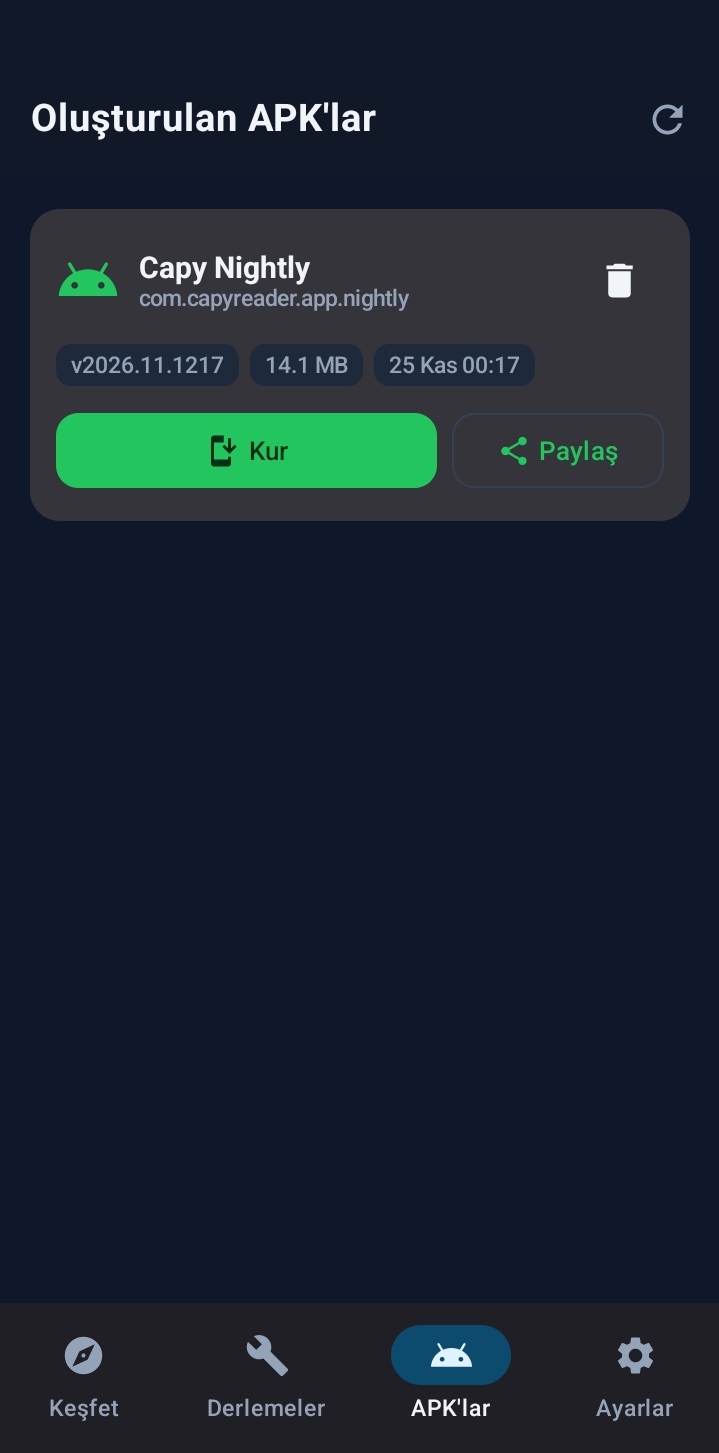 Oluşturulan APK'lar
Capy Nightly
com.capyreader.app.nightly
v2026.11.1217 14.1 MB 25 Kas 00:17
Kur Paylaş
Keşfet Derlemeler APK'lar Ayarlar